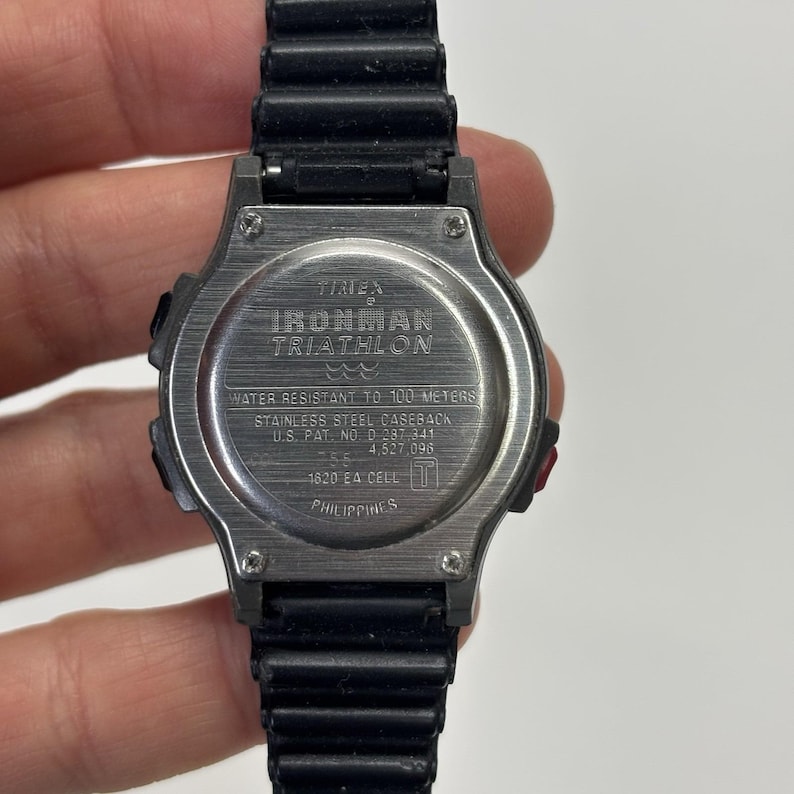 TIMEX
®
IRONMAN
TRIATHLON
WATER RESISTANT TO 100 METERS
STAINLESS STEEL CASEBACK
U.S. PAT. NO. D 287,341
4,527,096
755
1620 EA CELL T
PHILIPPINES